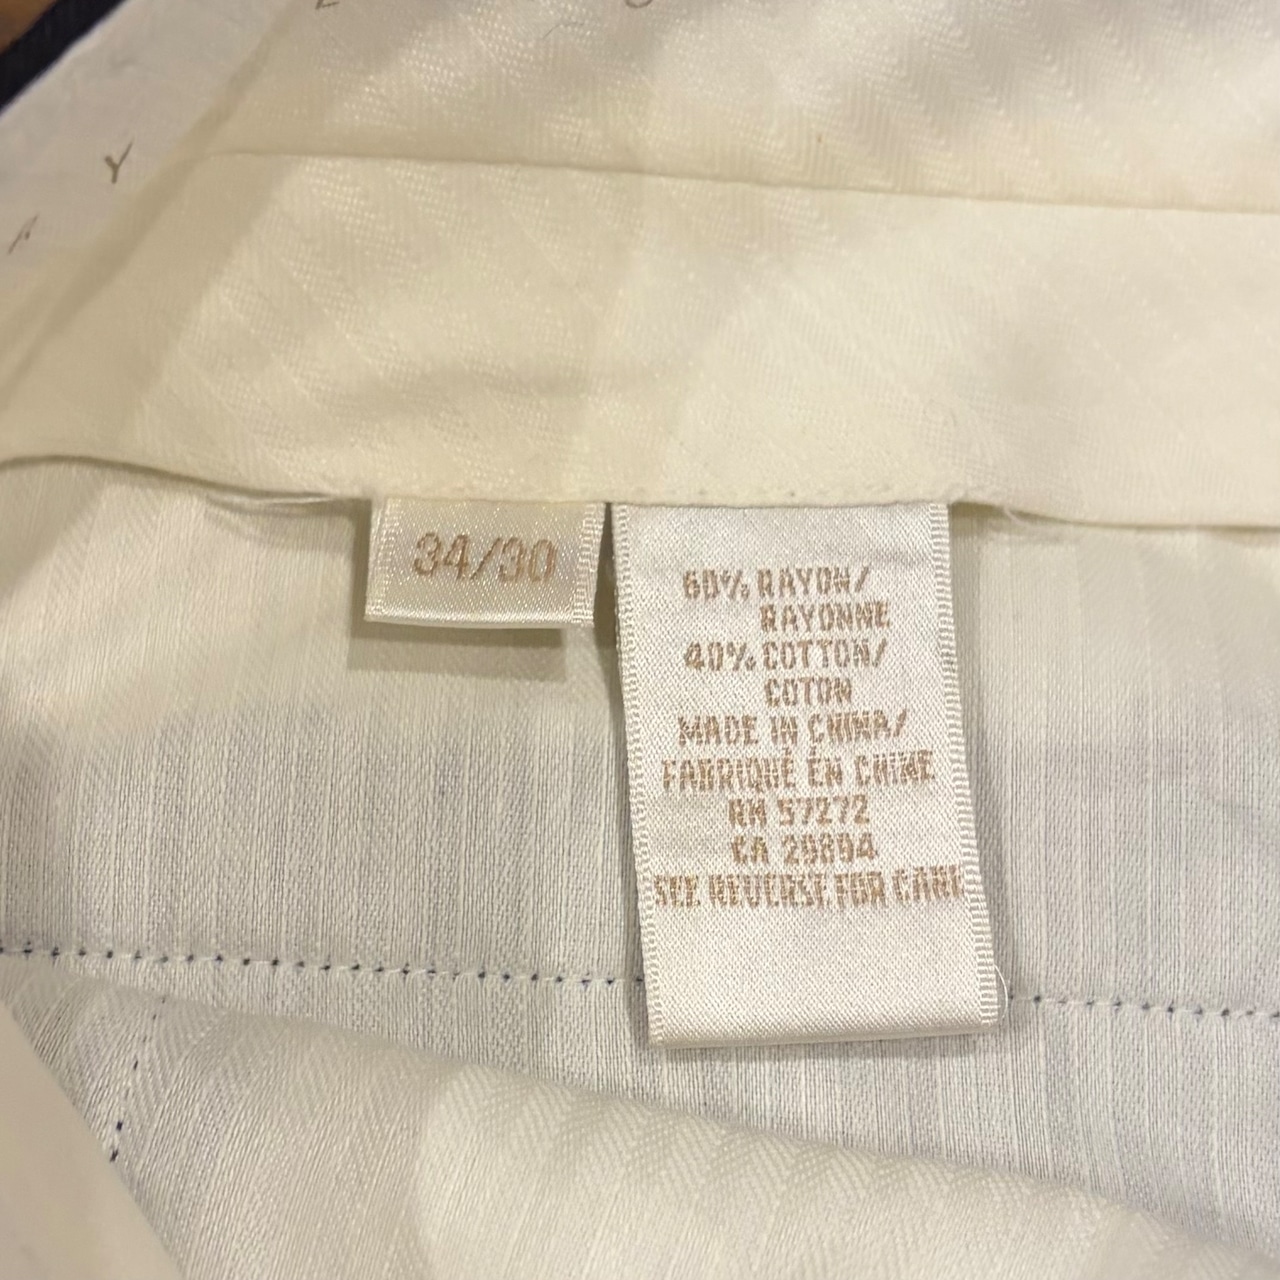 Y
34/30
60% RAYON/
RAYONNE
40% COTTON/
COTON
MADE IN CHINA/
FABRIQUÉ EN CHINE
RN 57272
CA 29894
SEE REVERSE FOR CARE